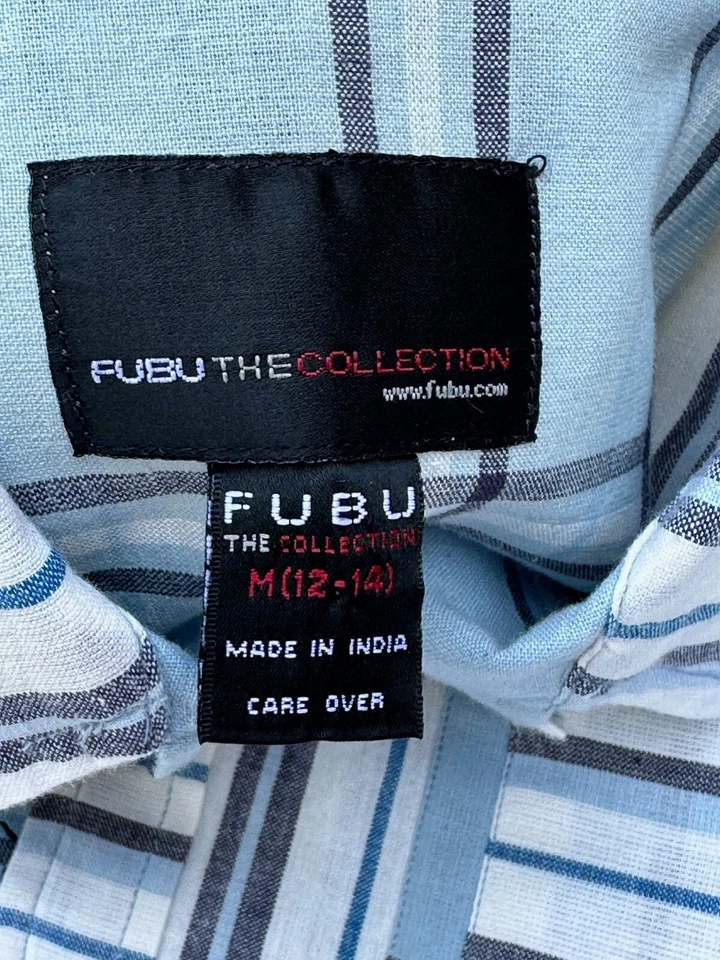 FUBU THE COLLECTION
www.fubu.com
FUBU
THE COLLECTION
M(12-14)
MADE IN INDIA
CARE OVER